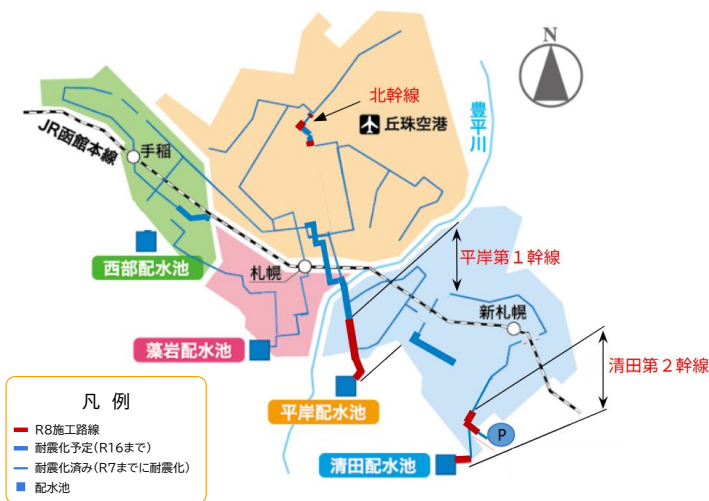 N
北幹線
丘珠空港
豊平川
JR函館本線
手稲
平岸第1幹線
西部配水池
札幌
新札幌
藻岩配水池
清田第2幹線
平岸配水池
P
清田配水池
凡 例
R8施工路線
耐震化予定(R16まで)
耐震化済み(R7までに耐震化)
配水池